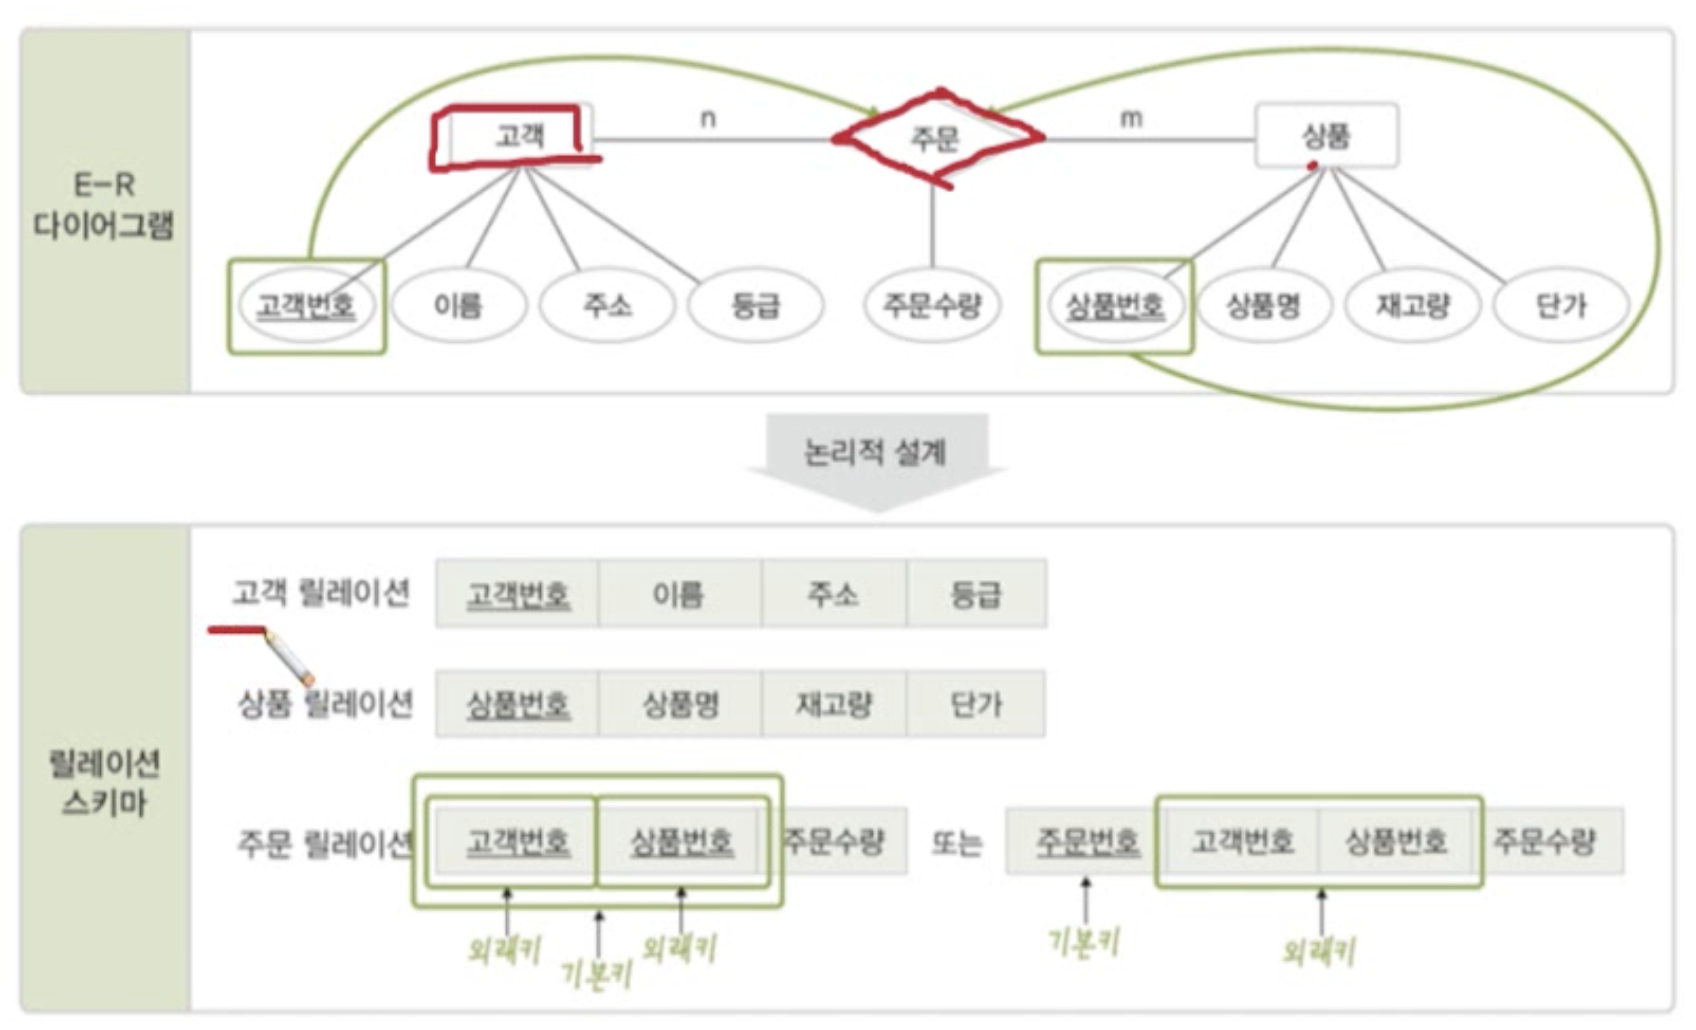 E-R
다이어그램
고객
n
주문
m
상품
고객번호 이름 주소 등급 주문수량 상품번호 상품명 재고량 단가
논리적 설계
릴레이션
스키마
고객 릴레이션 고객번호 이름 주소 등급
상품 릴레이션 상품번호 상품명 재고량 단가
주문 릴레이션 고객번호 상품번호 주문수량 또는 주문번호 고객번호 상품번호 주문수량
외래키 기본키 외래키 기본키 외래키